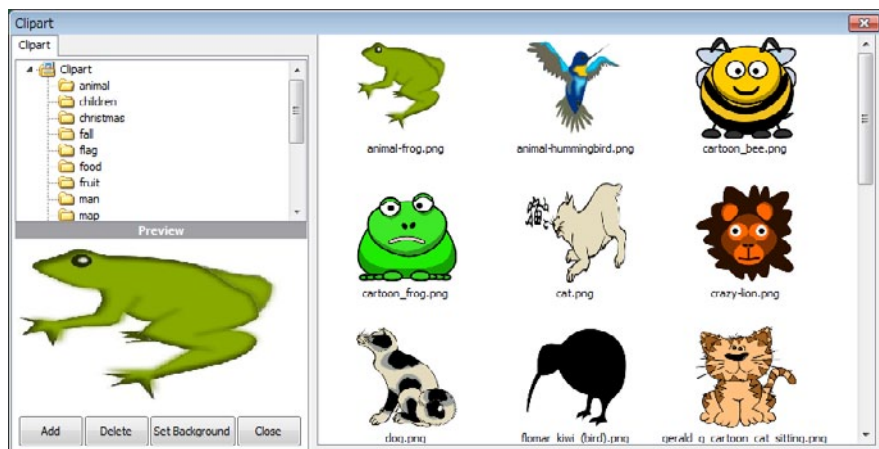 Clipart
Clipart
Clipart
animal
children
christmas
fall
flag
food
fruit
man
map
Preview
Add Delete Set Background Close
animal-frog.png animal-hummingbird.png cartoon_bee.png
cartoon_frog.png cat.png crazy-lion.png
dog.png flomar_kiwi_(bird).png gerald_g_cartoon_cat_sitting.png